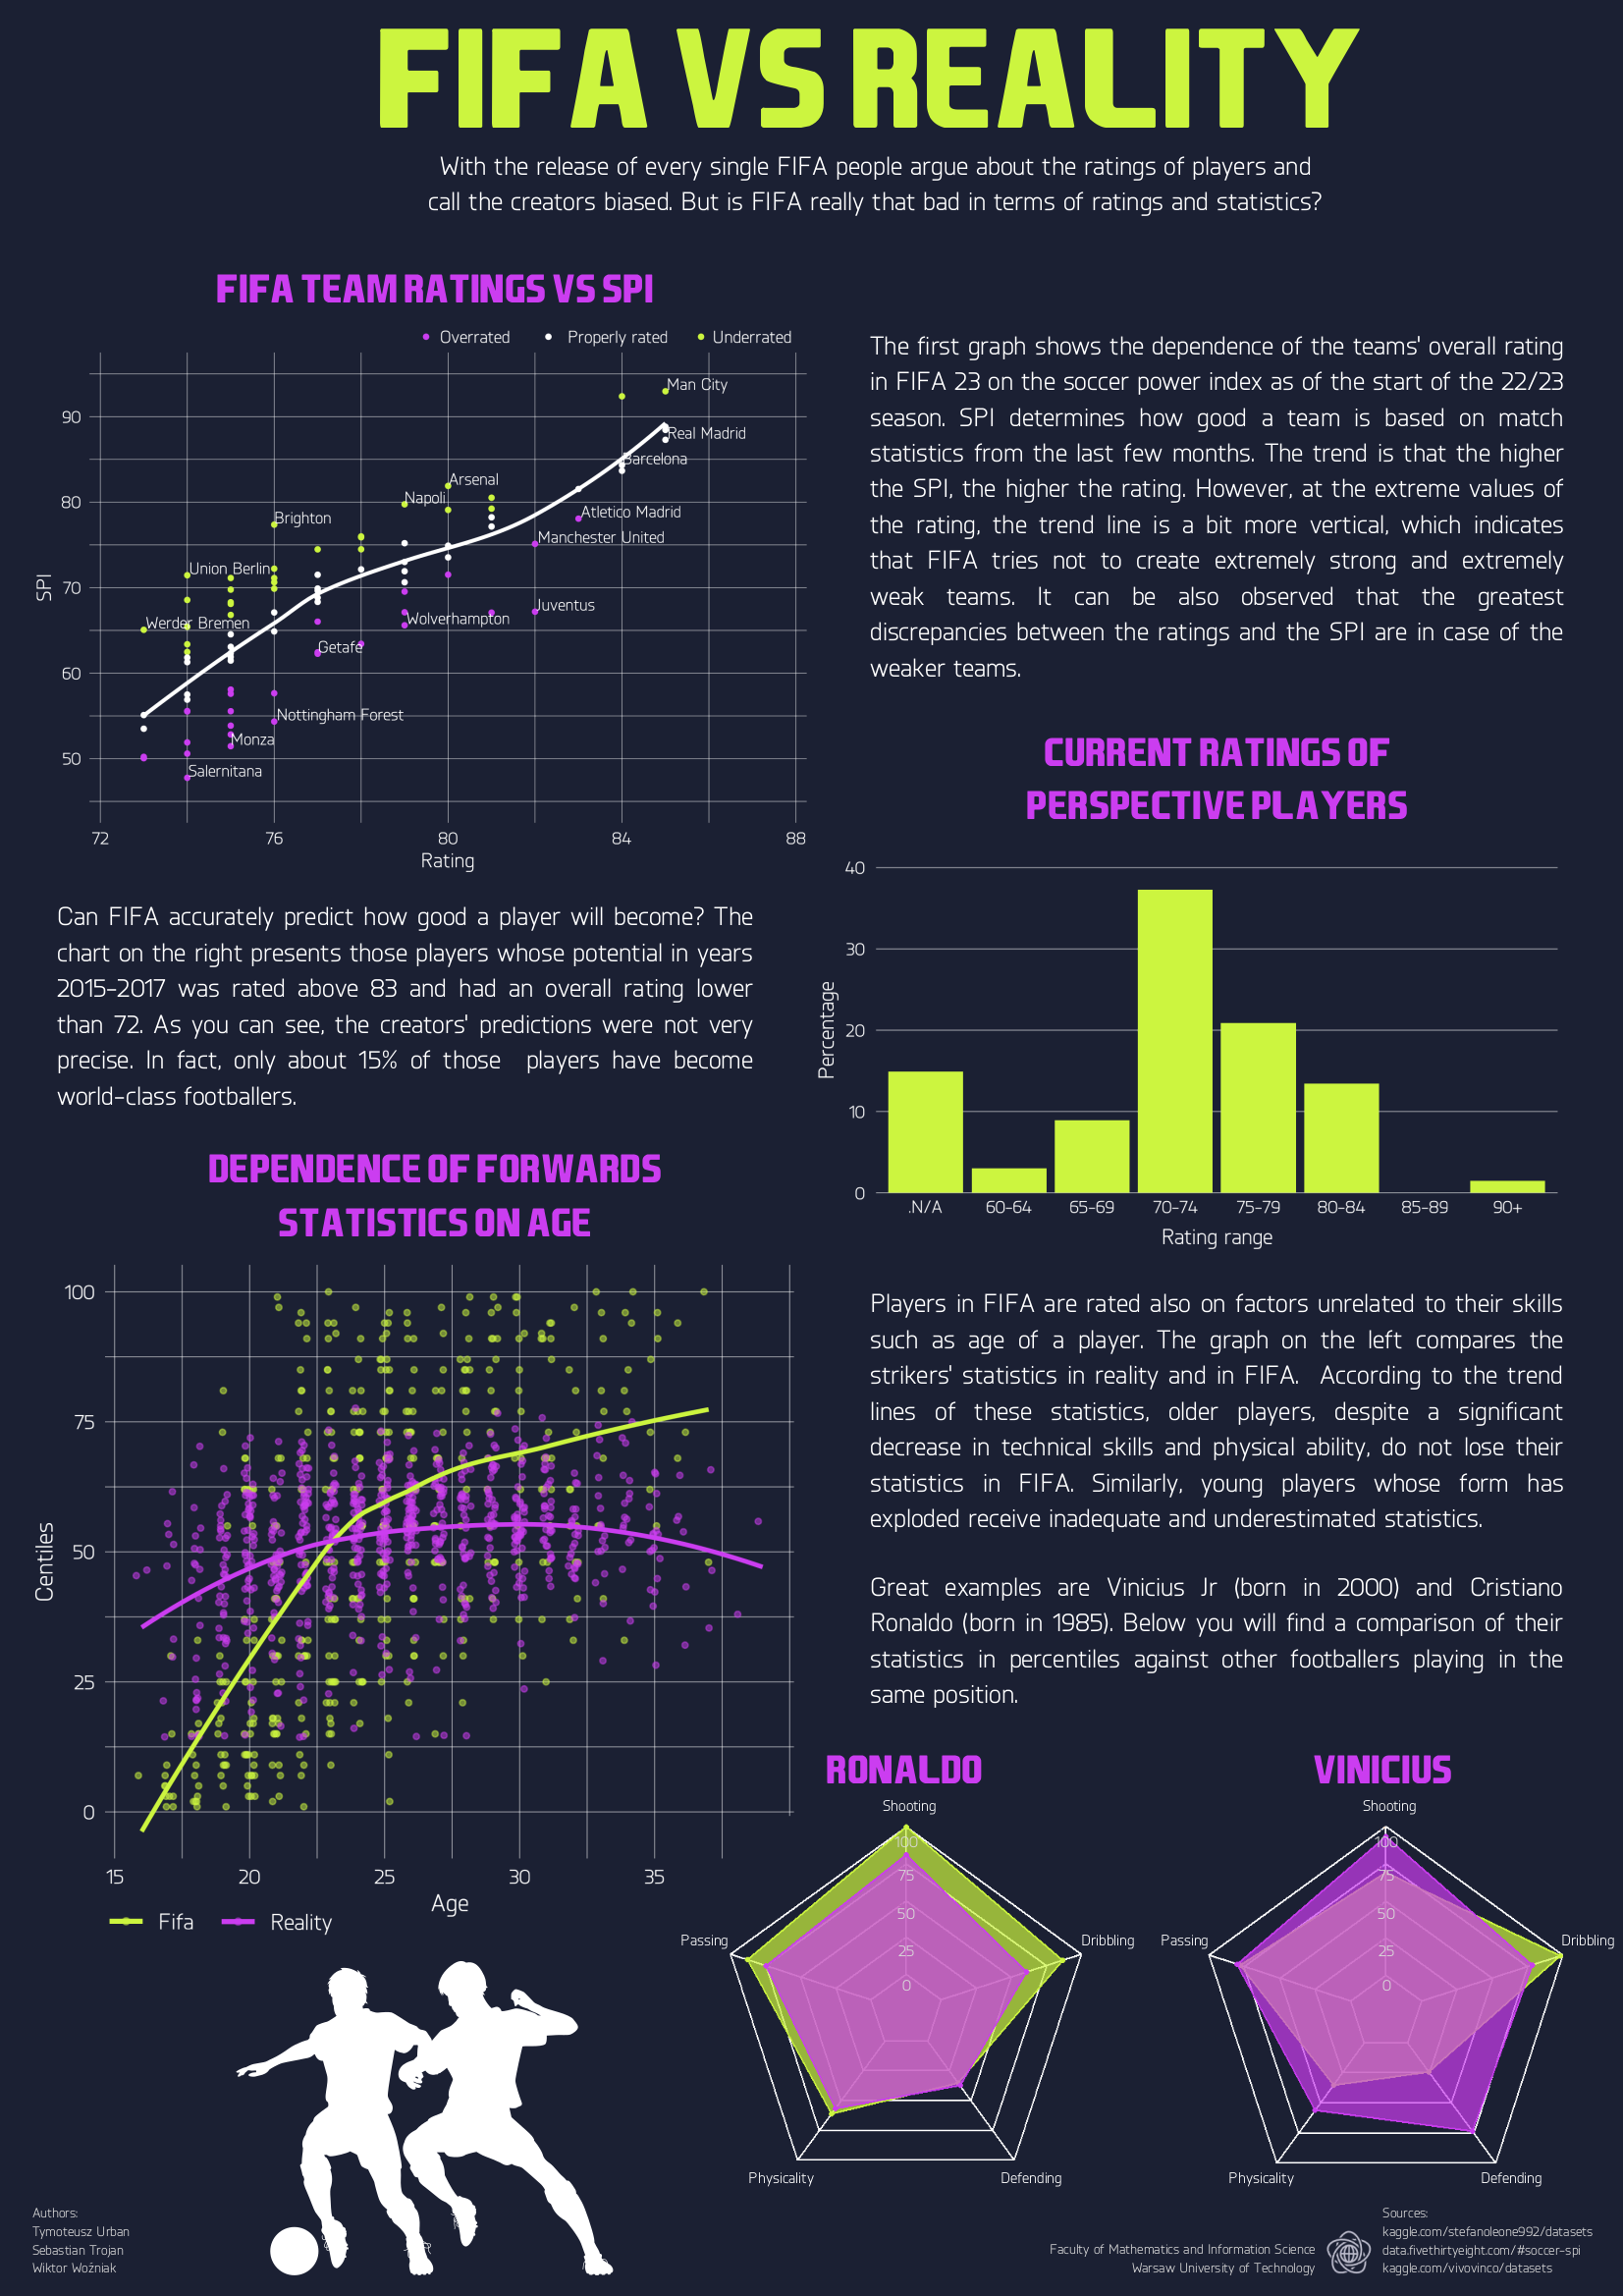 FIFA VS REALITY
With the release of every single FIFA people argue about the ratings of players and
call the creators biased. But is FIFA really that bad in terms of ratings and statistics?
FIFA TEAM RATINGS VS SPI
Overrated Properly rated Underrated
Man City
Real Madrid
Barcelona
Arsenal
Napoli
Atletico Madrid
Brighton
Manchester United
Union Berlin
Juventus
Wolverhampton
Werder Bremen
Getafe
Nottingham Forest
Monza
Salernitana
90
80
70
60
50
SPI
72 76 80 84 88
Rating
The first graph shows the dependence of the teams' overall rating
in FIFA 23 on the soccer power index as of the start of the 22/23
season. SPI determines how good a team is based on match
statistics from the last few months. The trend is that the higher
the SPI, the higher the rating. However, at the extreme values of
the rating, the trend line is a bit more vertical, which indicates
that FIFA tries not to create extremely strong and extremely
weak teams. It can be also observed that the greatest
discrepancies between the ratings and the SPI are in case of the
weaker teams.
CURRENT RATINGS OF
PERSPECTIVE PLAYERS
40
30
20
10
0
Percentage
.N/A 60-64 65-69 70-74 75-79 80-84 85-89 90+
Rating range
Can FIFA accurately predict how good a player will become? The
chart on the right presents those players whose potential in years
2015-2017 was rated above 83 and had an overall rating lower
than 72. As you can see, the creators' predictions were not very
precise. In fact, only about 15% of those players have become
world-class footballers.
DEPENDENCE OF FORWARDS
STATISTICS ON AGE
100
75
50
25
0
Centiles
15 20 25 30 35
Age
Fifa Reality
Players in FIFA are rated also on factors unrelated to their skills
such as age of a player. The graph on the left compares the
strikers' statistics in reality and in FIFA. According to the trend
lines of these statistics, older players, despite a significant
decrease in technical skills and physical ability, do not lose their
statistics in FIFA. Similarly, young players whose form has
exploded receive inadequate and underestimated statistics.
Great examples are Vinicius Jr (born in 2000) and Cristiano
Ronaldo (born in 1985). Below you will find a comparison of their
statistics in percentiles against other footballers playing in the
same position.
RONALDO
Shooting
100
75
50
25
0
Passing
Dribbling
Physicality
Defending
VINICIUS
Shooting
100
75
50
25
0
Passing
Dribbling
Physicality
Defending
Authors:
Tymoteusz Urban
Sebastian Trojan
Wiktor Woźniak
Faculty of Mathematics and Information Science
Warsaw University of Technology
Sources:
kaggle.com/stefanoleone992/datasets
data.fivethirtyeight.com/#soccer-spi
kaggle.com/vivovinco/datasets